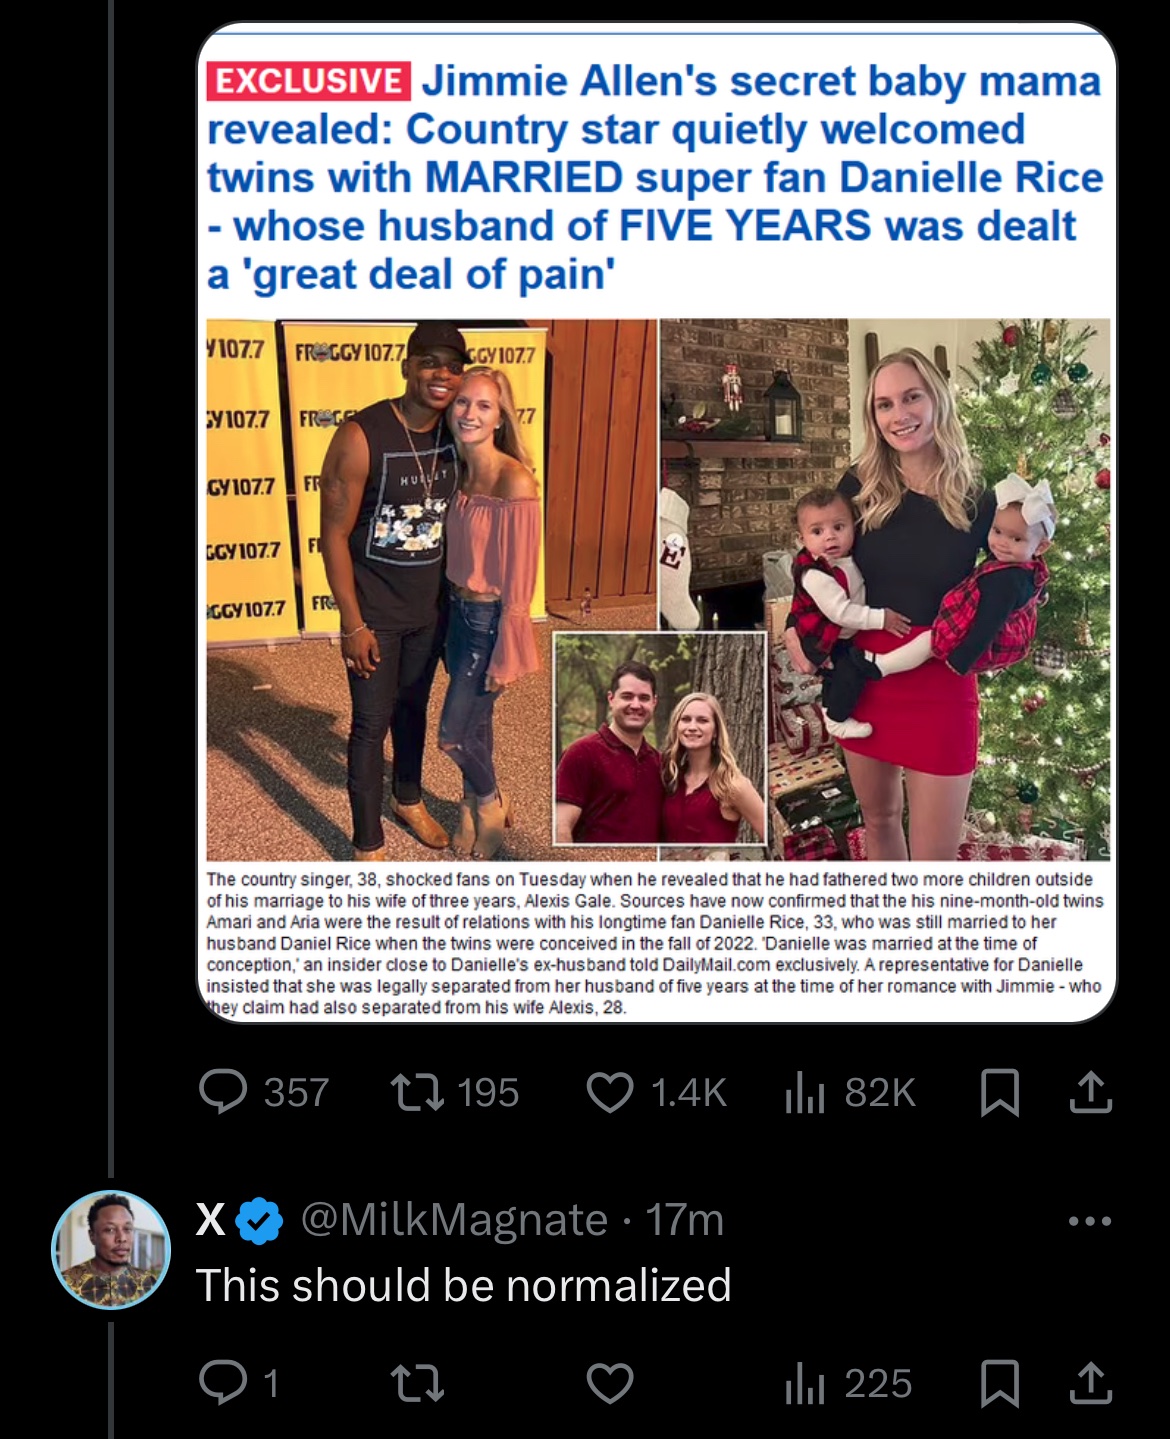 EXCLUSIVE Jimmie Allen's secret baby mama
revealed: Country star quietly welcomed
twins with MARRIED super fan Danielle Rice
- whose husband of FIVE YEARS was dealt
a 'great deal of pain'
Y107.7
FROGGY107.7
GGY107.7
GY107.7
FROGG
7.7
GY107.7
FR
GGY107.7
F
GGY107.7
FR
HURLEY
E
The country singer, 38, shocked fans on Tuesday when he revealed that he had fathered two more children outside
of his marriage to his wife of three years, Alexis Gale. Sources have now confirmed that the his nine-month-old twins
Amari and Aria were the result of relations with his longtime fan Danielle Rice, 33, who was still married to her
husband Daniel Rice when the twins were conceived in the fall of 2022. 'Danielle was married at the time of
conception,' an insider close to Danielle's ex-husband told DailyMail.com exclusively. A representative for Danielle
insisted that she was legally separated from her husband of five years at the time of her romance with Jimmie - who
they claim had also separated from his wife Alexis, 28.
357 195 1.4K 82K
X @MilkMagnate · 17m
This should be normalized
1 225